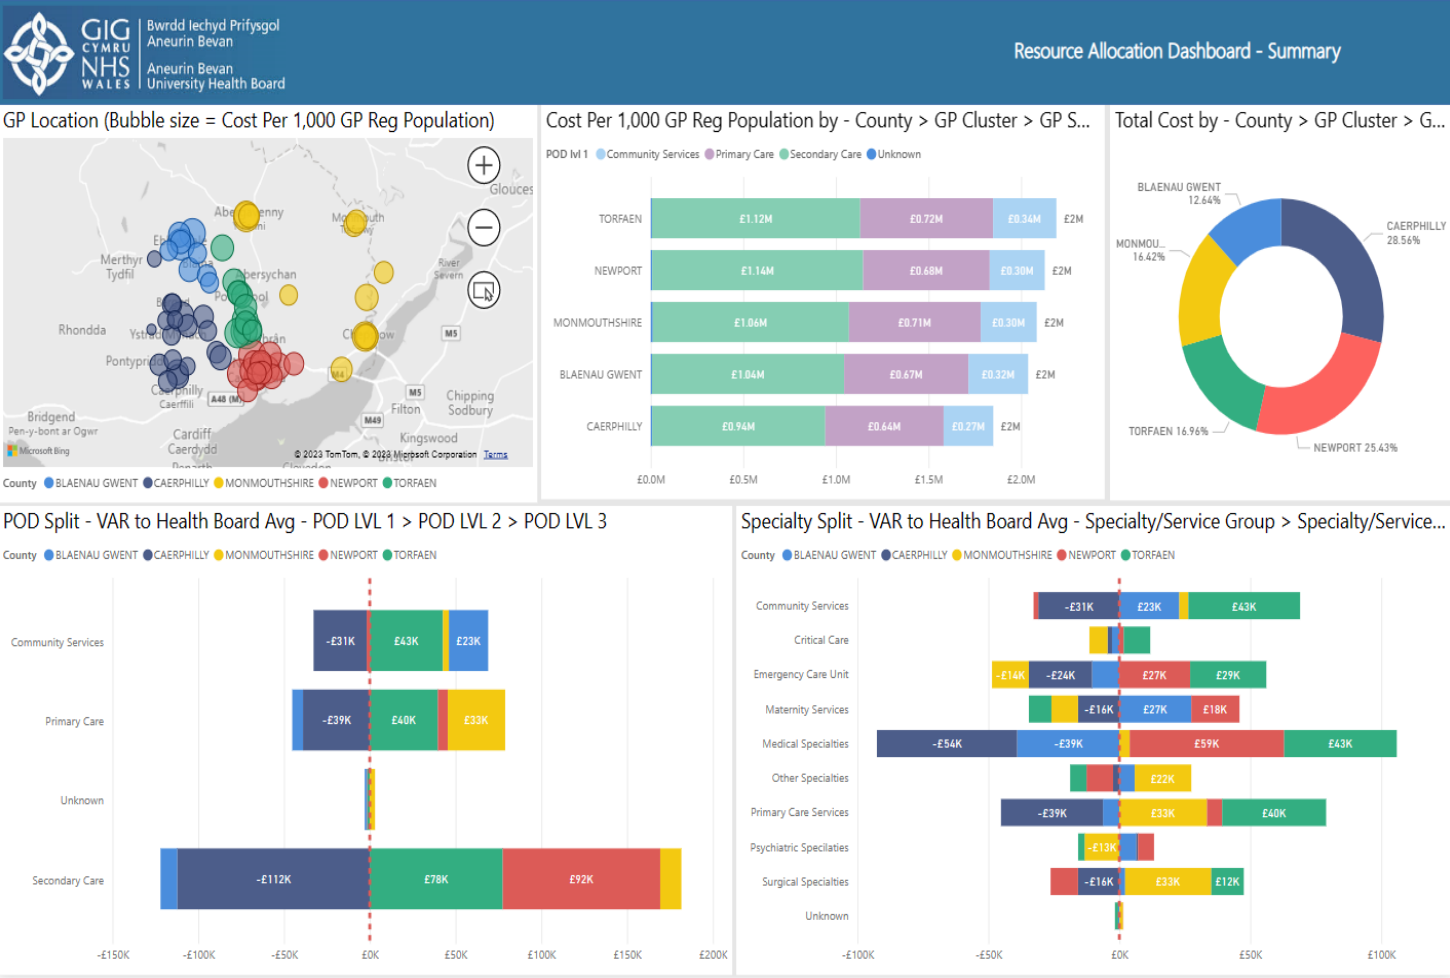 GIG
CYMRU
NHS
WALES
Bwrdd Iechyd Prifysgol
Aneurin Bevan
Aneurin Bevan
University Health Board
Resource Allocation Dashboard - Summary
GP Location (Bubble size = Cost Per 1,000 GP Reg Population)
Glouces
Merthyr
Tydfil
Abersychan
River
Severn
Rhondda
M5
M4
A48 (M)
M5
Filton
Chipping
Sodbury
M49
Kingswood
Caerphilly
Caerffili
Bridgend
Pen-y-bont ar Ogwr
Cardiff
Caerdydd
Microsoft Bing
© 2023 TomTom, © 2023 Microsoft Corporation Terms
County BLAENAU GWENT CAERPHILLY MONMOUTHSHIRE NEWPORT TORFAEN
Cost Per 1,000 GP Reg Population by - County > GP Cluster > GP S...
POD lvl 1 Community Services Primary Care Secondary Care Unknown
TORFAEN £1.12M £0.72M £0.34M £2M
NEWPORT £1.14M £0.68M £0.30M £2M
MONMOUTHSHIRE £1.06M £0.71M £0.30M £2M
BLAENAU GWENT £1.04M £0.67M £0.32M £2M
CAERPHILLY £0.94M £0.64M £0.27M £2M
£0.0M £0.5M £1.0M £1.5M £2.0M
Total Cost by - County > GP Cluster > G...
BLAENAU GWENT
12.64%
CAERPHILLY
28.56%
MONMOU...
16.42%
TORFAEN 16.96%
NEWPORT 25.43%
POD Split - VAR to Health Board Avg - POD LVL 1 > POD LVL 2 > POD LVL 3
County BLAENAU GWENT CAERPHILLY MONMOUTHSHIRE NEWPORT TORFAEN
Community Services -£31K £43K £23K
Primary Care -£39K £40K £33K
Unknown
Secondary Care -£112K £78K £92K
-£150K -£100K -£50K £0K £50K £100K £150K £200K
Specialty Split - VAR to Health Board Avg - Specialty/Service Group > Specialty/Service...
County BLAENAU GWENT CAERPHILLY MONMOUTHSHIRE NEWPORT TORFAEN
Community Services -£31K £23K £43K
Critical Care
Emergency Care Unit -£14K -£24K £27K £29K
Maternity Services -£16K £27K £18K
Medical Specialties -£54K -£39K £59K £43K
Other Specialties £22K
Primary Care Services -£39K £33K £40K
Psychiatric Specilaties -£13K
Surgical Specialties -£16K £33K £12K
Unknown
-£100K -£50K £0K £50K £100K